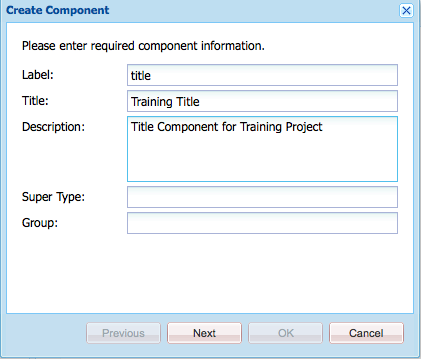 Create Component
Please enter required component information.
Label: title
Title: Training Title
Description: Title Component for Training Project
Super Type:
Group:
Previous Next OK Cancel